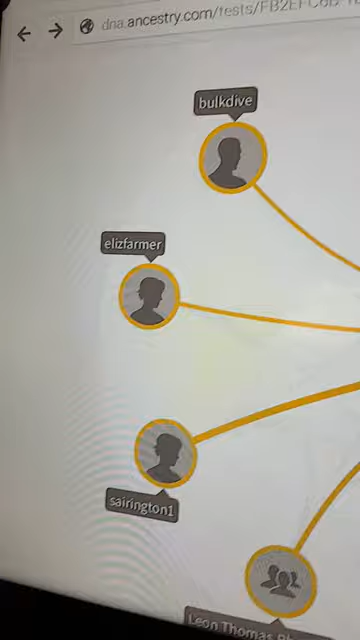 dna.ancestry.com/tests/
bulkdive
elizfarmer
sairington1
Leon Thomas